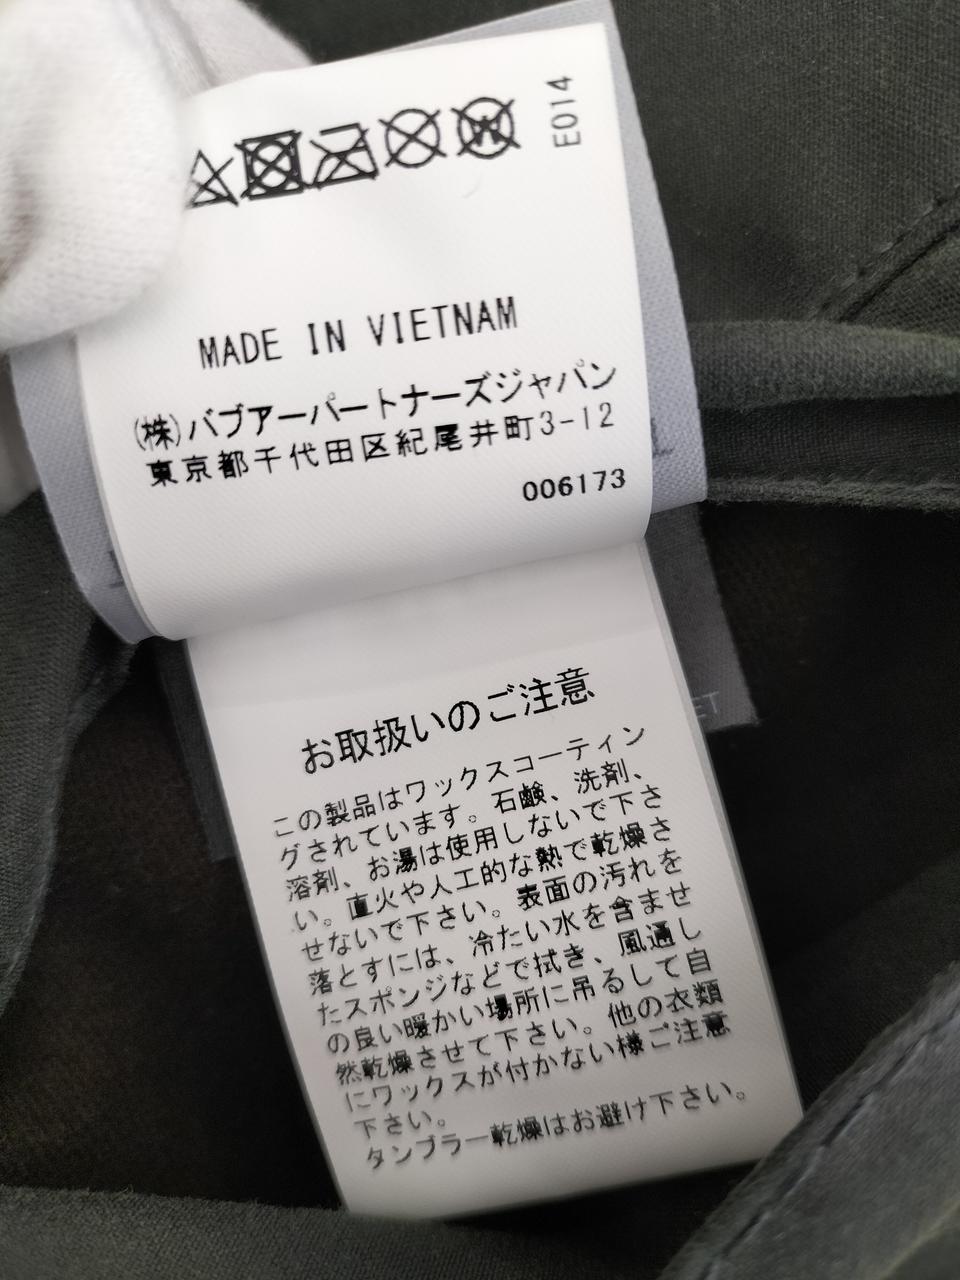 E014
MADE IN VIETNAM
(株)バブアーパートナーズジャパン
東京都千代田区紀尾井町3-12
006173
お取扱いのご注意
この製品はワックスコーティン
グされています。石鹸、洗剤、
溶剤、お湯は使用しないで下さ
い。直火や人工的な熱で乾燥さ
せないで下さい。表面の汚れを
落とすには、冷たい水を含ませ
たスポンジなどで拭き、風通し
の良い暖かい場所に吊るして自
然乾燥させて下さい。他の衣類
にワックスが付かない様ご注意
下さい。
タンブラー乾燥はお避け下さい。